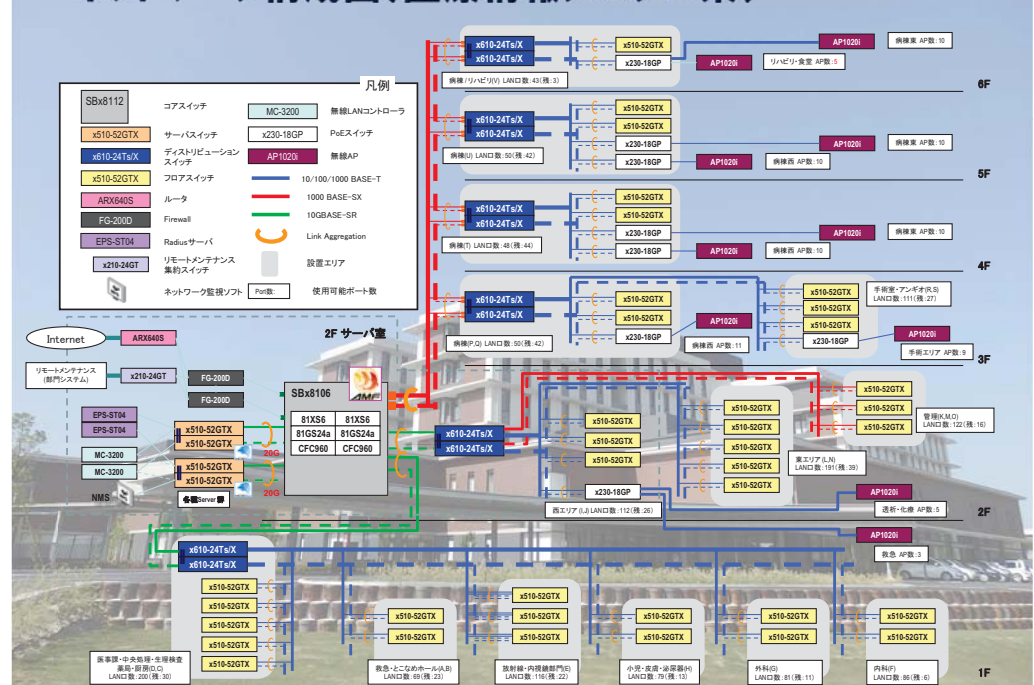 凡例
SBx8112
コアスイッチ
MC-3200
無線LANコントローラ
x510-52GTX
サーバスイッチ
x230-18GP
PoEスイッチ
x610-24Ts/X
ディストリビューション
スイッチ
AP1020i
無線AP
x510-52GTX
フロアスイッチ
10/100/1000 BASE-T
ARX640S
ルータ
1000 BASE-SX
FG-200D
Firewall
10GBASE-SR
EPS-ST04
Radiusサーバ
Link Aggregation
x210-24GT
リモートメンテナンス
集約スイッチ
設置エリア
ネットワーク監視ソフト
Port数:
使用可能ポート数
x610-24Ts/X
x610-24Ts/X
病棟/リハビリ(V) LAN口数:43(残:3)
x510-52GTX
x230-18GP
AP1020i
病棟東 AP数:10
AP1020i
リハビリ・食堂 AP数:5
6F
x610-24Ts/X
x610-24Ts/X
病棟(U) LAN口数:50(残:42)
x510-52GTX
x510-52GTX
x230-18GP
x230-18GP
AP1020i
病棟東 AP数:10
AP1020i
病棟西 AP数:10
5F
x610-24Ts/X
x610-24Ts/X
病棟(T) LAN口数:48(残:44)
x510-52GTX
x510-52GTX
x230-18GP
x230-18GP
AP1020i
病棟東 AP数:10
AP1020i
病棟西 AP数:10
4F
x610-24Ts/X
x610-24Ts/X
病棟(P,Q) LAN口数:50(残:42)
x510-52GTX
x510-52GTX
x230-18GP
AP1020i
病棟西 AP数:11
x510-52GTX
x510-52GTX
x510-52GTX
x230-18GP
手術室・アンギオ(R,S)
LAN口数:111(残:27)
AP1020i
手術エリア AP数:9
3F
Internet
ARX640S
リモートメンテナンス
(部門システム)
x210-24GT
FG-200D
FG-200D
EPS-ST04
EPS-ST04
MC-3200
MC-3200
NMS
x510-52GTX
x510-52GTX
20G
x510-52GTX
x510-52GTX
20G
各種Server群
2F サーバ室
SBx8106
AMF
81XS6
81XS6
81GS24a
81GS24a
CFC960
CFC960
x610-24Ts/X
x610-24Ts/X
x510-52GTX
x510-52GTX
x510-52GTX
x230-18GP
西エリア(I,J)LAN口数:112(残:26)
x510-52GTX
x510-52GTX
x510-52GTX
x510-52GTX
x510-52GTX
東エリア(L,N)
LAN口数:191(残:39)
x510-52GTX
x510-52GTX
x510-52GTX
管理(K,M,O)
LAN口数:122(残:16)
AP1020i
透析・化療 AP数:5
2F
AP1020i
救急 AP数:3
x610-24Ts/X
x610-24Ts/X
x510-52GTX
x510-52GTX
x510-52GTX
x510-52GTX
x510-52GTX
医事課・中央処理・生理検査
薬局・厨房(D,C)
LAN口数:200(残:30)
x510-52GTX
x510-52GTX
救急・とこなめホール(A,B)
LAN口数:69(残:23)
x510-52GTX
x510-52GTX
x510-52GTX
放射線・内視鏡部門(E)
LAN口数:116(残:22)
x510-52GTX
x510-52GTX
小児・皮膚・泌尿器(H)
LAN口数:79(残:13)
x510-52GTX
x510-52GTX
外科(G)
LAN口数:81(残:11)
x510-52GTX
x510-52GTX
内科(F)
LAN口数:86(残:6)
1F